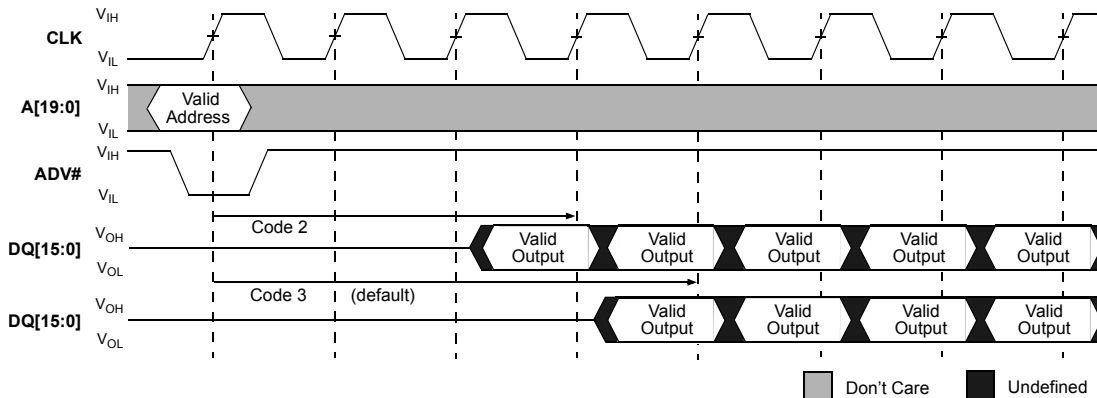 V_IH
CLK
V_IL
V_IH
A[19:0]
Valid
Address
V_IL
V_IH
ADV#
V_IL
Code 2
V_OH
DQ[15:0]
Valid
Output
Valid
Output
Valid
Output
Valid
Output
Valid
Output
V_OL
Code 3 (default)
V_OH
DQ[15:0]
Valid
Output
Valid
Output
Valid
Output
Valid
Output
V_OL
Don't Care
Undefined